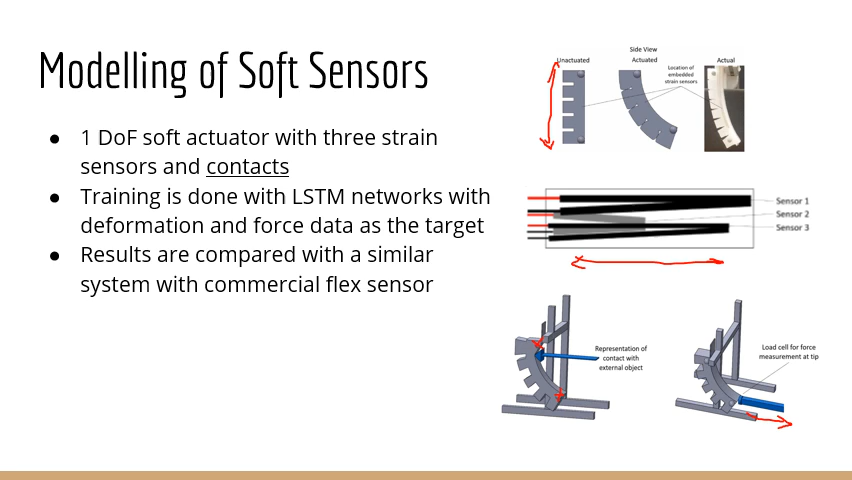 Modelling of Soft Sensors
● 1 DoF soft actuator with three strain
sensors and contacts
● Training is done with LSTM networks with
deformation and force data as the target
● Results are compared with a similar
system with commercial flex sensor
Side View
Unactuated
Actuated
Actual
Location of
embedded
strain sensors
Sensor 1
Sensor 2
Sensor 3
Representation of
contact with
external object
Load cell for force
measurement at tip